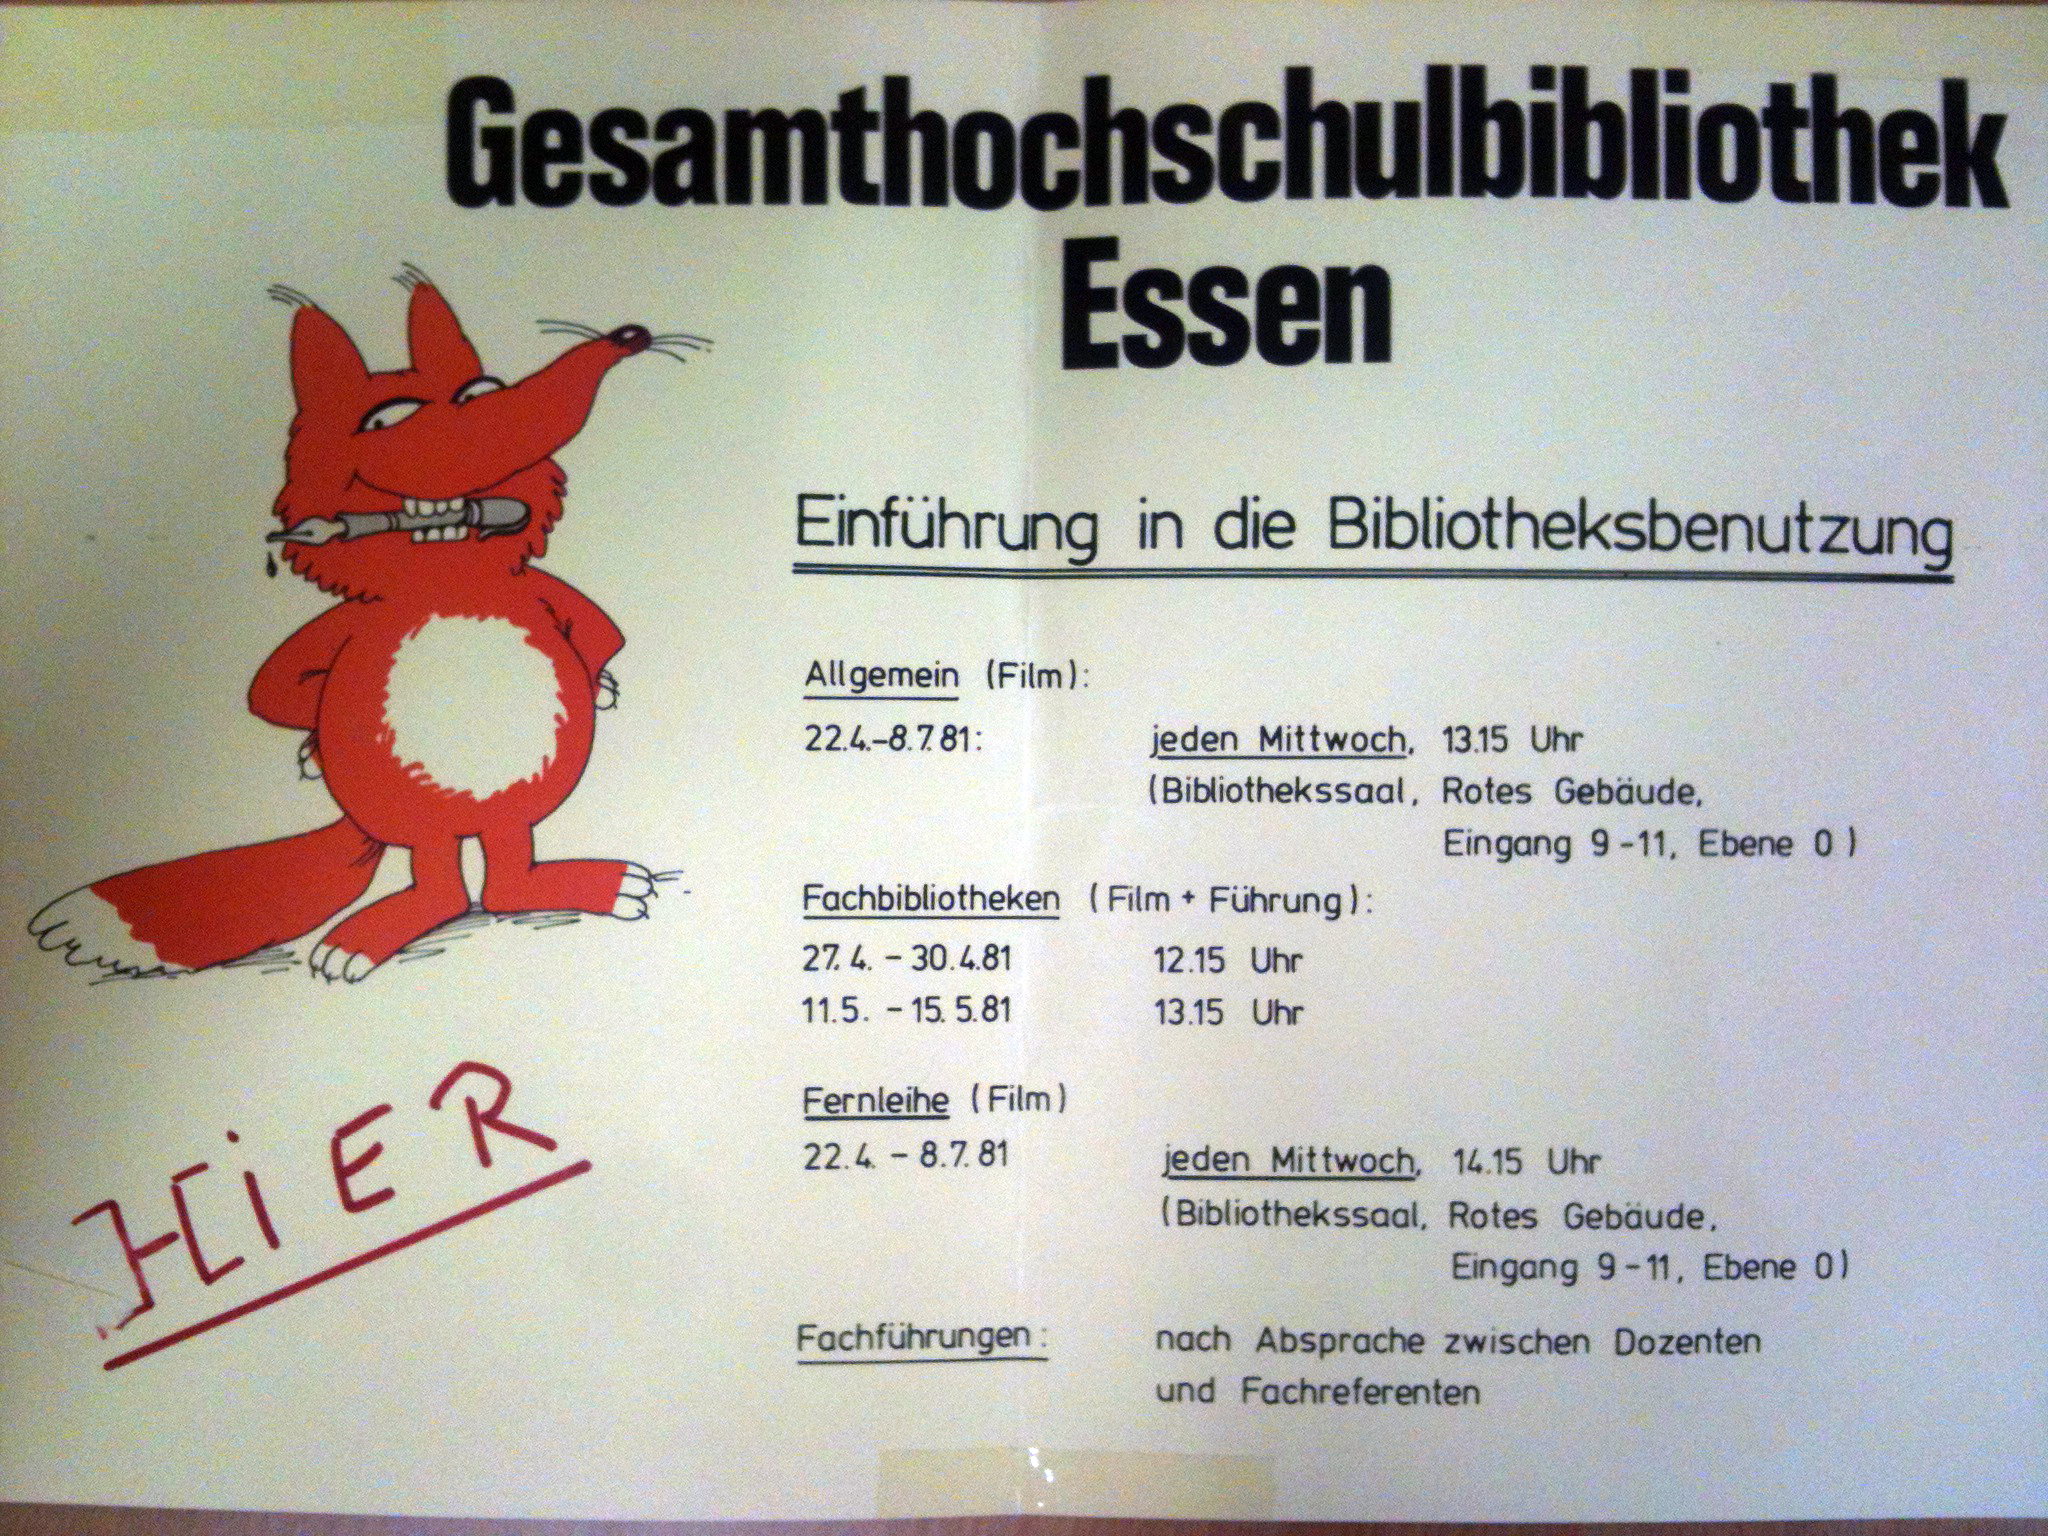 Gesamthochschulbibliothek
Essen
Einführung in die Bibliotheksbenutzung
Allgemein (Film):
22.4.-8.7.81: jeden Mittwoch, 13.15 Uhr
(Bibliothekssaal, Rotes Gebäude,
Eingang 9-11, Ebene 0)
Fachbibliotheken (Film + Führung):
27.4. - 30.4.81 12.15 Uhr
11.5. - 15.5.81 13.15 Uhr
Fernleihe (Film)
22.4. - 8.7.81 jeden Mittwoch, 14.15 Uhr
(Bibliothekssaal, Rotes Gebäude,
Eingang 9-11, Ebene 0)
Fachführungen: nach Absprache zwischen Dozenten
und Fachreferenten
HiER